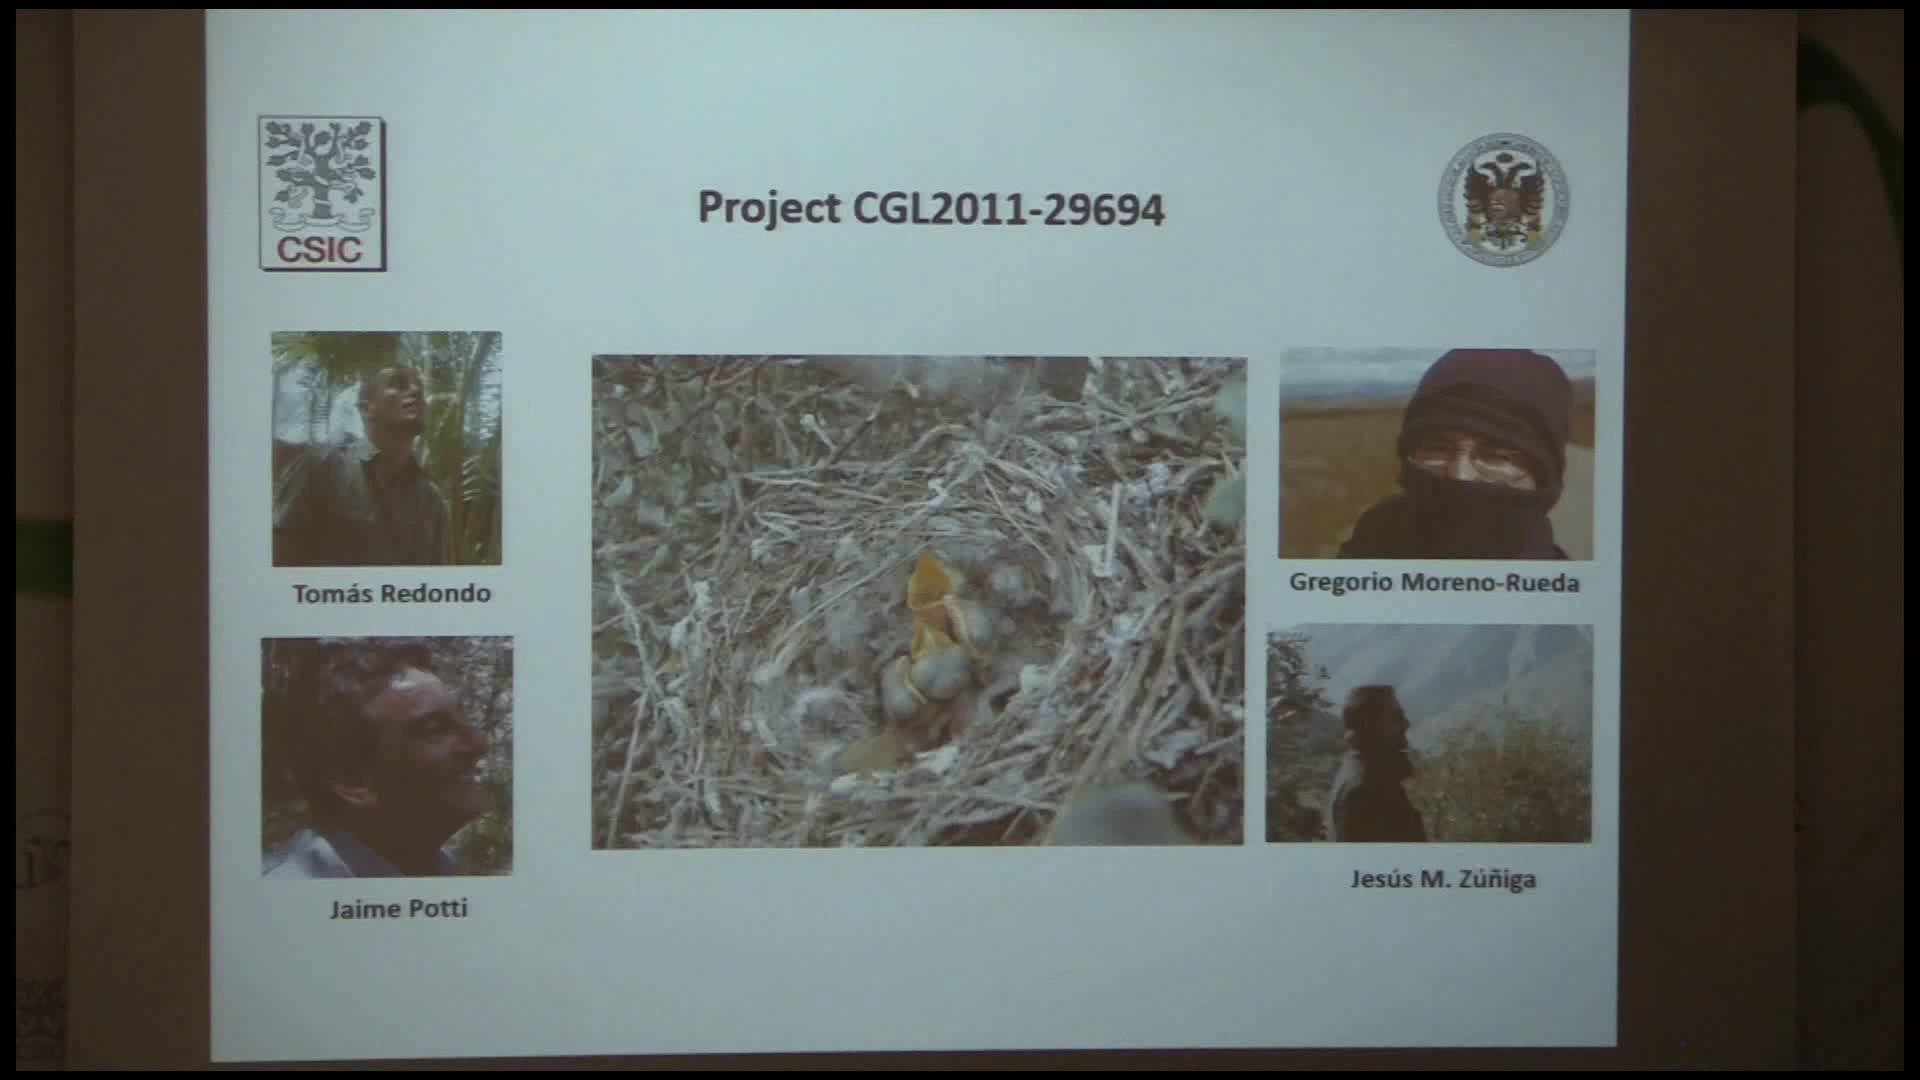 CSIC
Project CGL2011-29694
Tomás Redondo
Gregorio Moreno-Rueda
Jaime Potti
Jesús M. Zúñiga